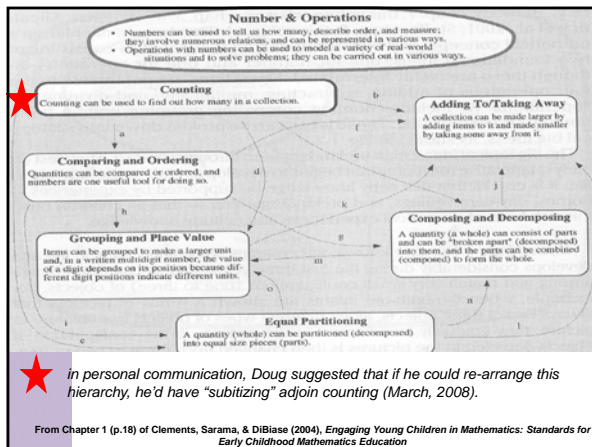 Number & Operations
• Numbers can be used to tell us how many, describe order, and measure;
they involve numerous relations, and can be represented in various ways.
• Operations with numbers can be used to model a variety of real-world
situations and to solve problems; they can be carried out in various ways.
Counting
Counting can be used to find out how many in a collection.
b
Adding To/Taking Away
A collection can be made larger by
adding items to it and made smaller
by taking some away from it.
a
f
c
Comparing and Ordering
Quantities can be compared or ordered, and
numbers are one useful tool for doing so.
d
k
j
h
g
Composing and Decomposing
A quantity (a whole) can consist of parts
and can be "broken apart" (decomposed)
into them, and the parts can be combined
(composed) to form the whole.
Grouping and Place Value
Items can be grouped to make a larger unit
and, in a written multidigit number, the value
of a digit depends on its position because dif-
ferent digit positions indicate different units.
m
o
n
i
e
l
Equal Partitioning
A quantity (whole) can be partitioned (decomposed)
into equal size pieces (parts).
in personal communication, Doug suggested that if he could re-arrange this
hierarchy, he'd have “subitizing” adjoin counting (March, 2008).
From Chapter 1 (p.18) of Clements, Sarama, & DiBiase (2004), Engaging Young Children in Mathematics: Standards for
Early Childhood Mathematics Education